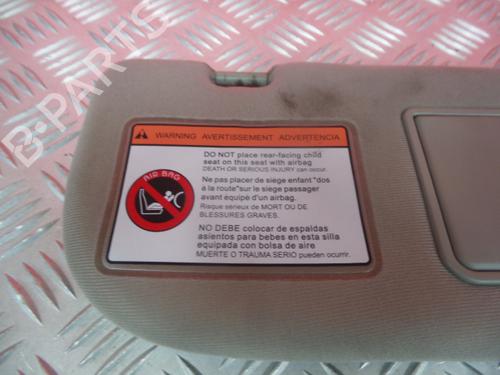 B-PARTS
WARNING AVERTISSEMENT ADVERTENCIA
AIR BAG
DO NOT place rear-facing child
seat on this seat with airbag
DEATH OR SERIOUS INJURY can occur.
Ne pas placer de siege enfant "dos
à la route" sur le siege passager
avant équipé d'un airbag.
Risque sérieux de MORT OU DE
BLESSURES GRAVES.
NO DEBE colocar de espaldas
asientos para bebes en esta silla
equipada con bolsa de aire
MUERTE O TRAUMA SERIO pueden ocurrir.